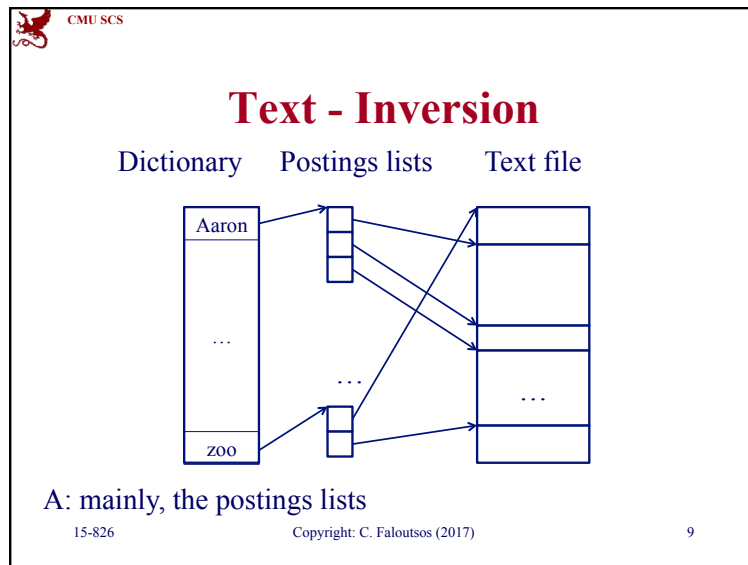 CMU SCS
Text - Inversion
Dictionary Postings lists Text file
Aaron
...
...
...
zoo
A: mainly, the postings lists
15-826 Copyright: C. Faloutsos (2017) 9